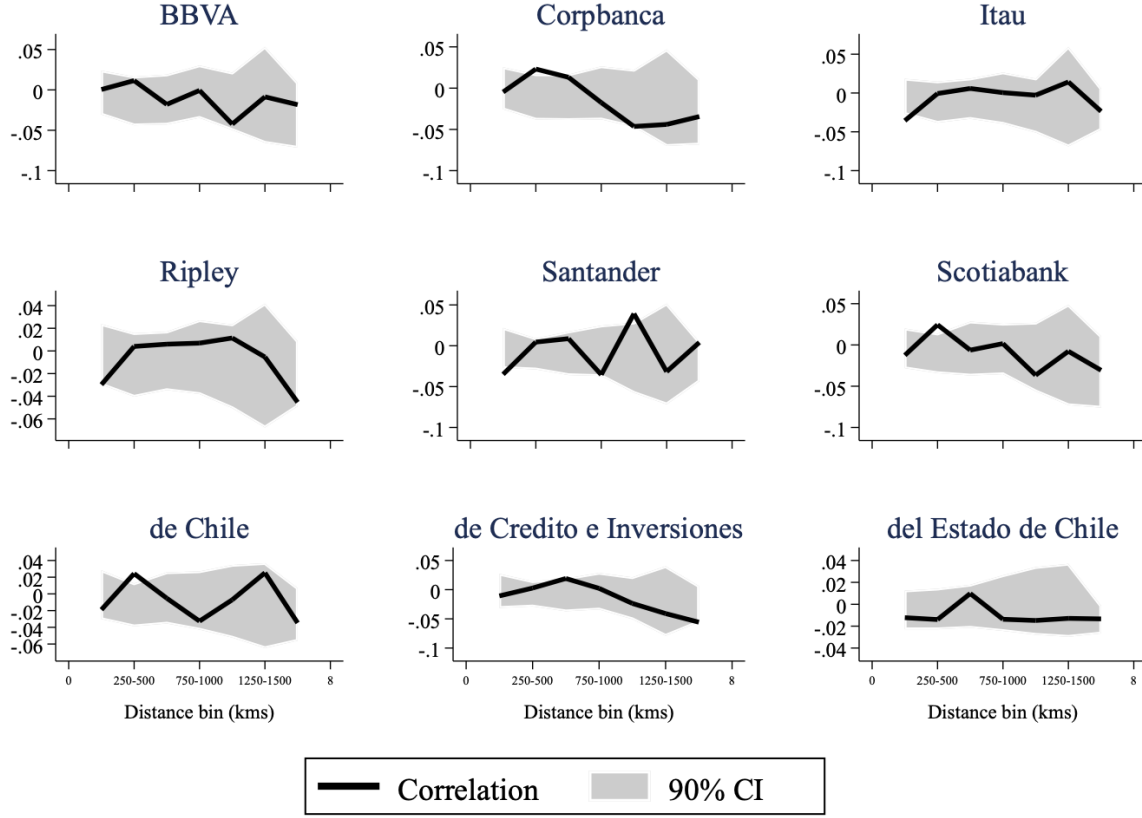 BBVA Corpbanca Itau
.05 .05 .05
0 0 0
-.05 -.05 -.05
-.1 -.1 -.1
Ripley Santander Scotiabank
.04 .05 .05
.02
0 0 0
-.02
-.04 -.05 -.05
-.06 -.1 -.1
de Chile de Credito e Inversiones del Estado de Chile
.04 .05 .04
.02 .02
0 0 0
-.02 -.02
-.04 -.05 -.04
-.06 -.1
0 250-500 750-1000 1250-1500 8 0 250-500 750-1000 1250-1500 8 0 250-500 750-1000 1250-1500 8
Distance bin (kms) Distance bin (kms) Distance bin (kms)
Correlation 90% CI